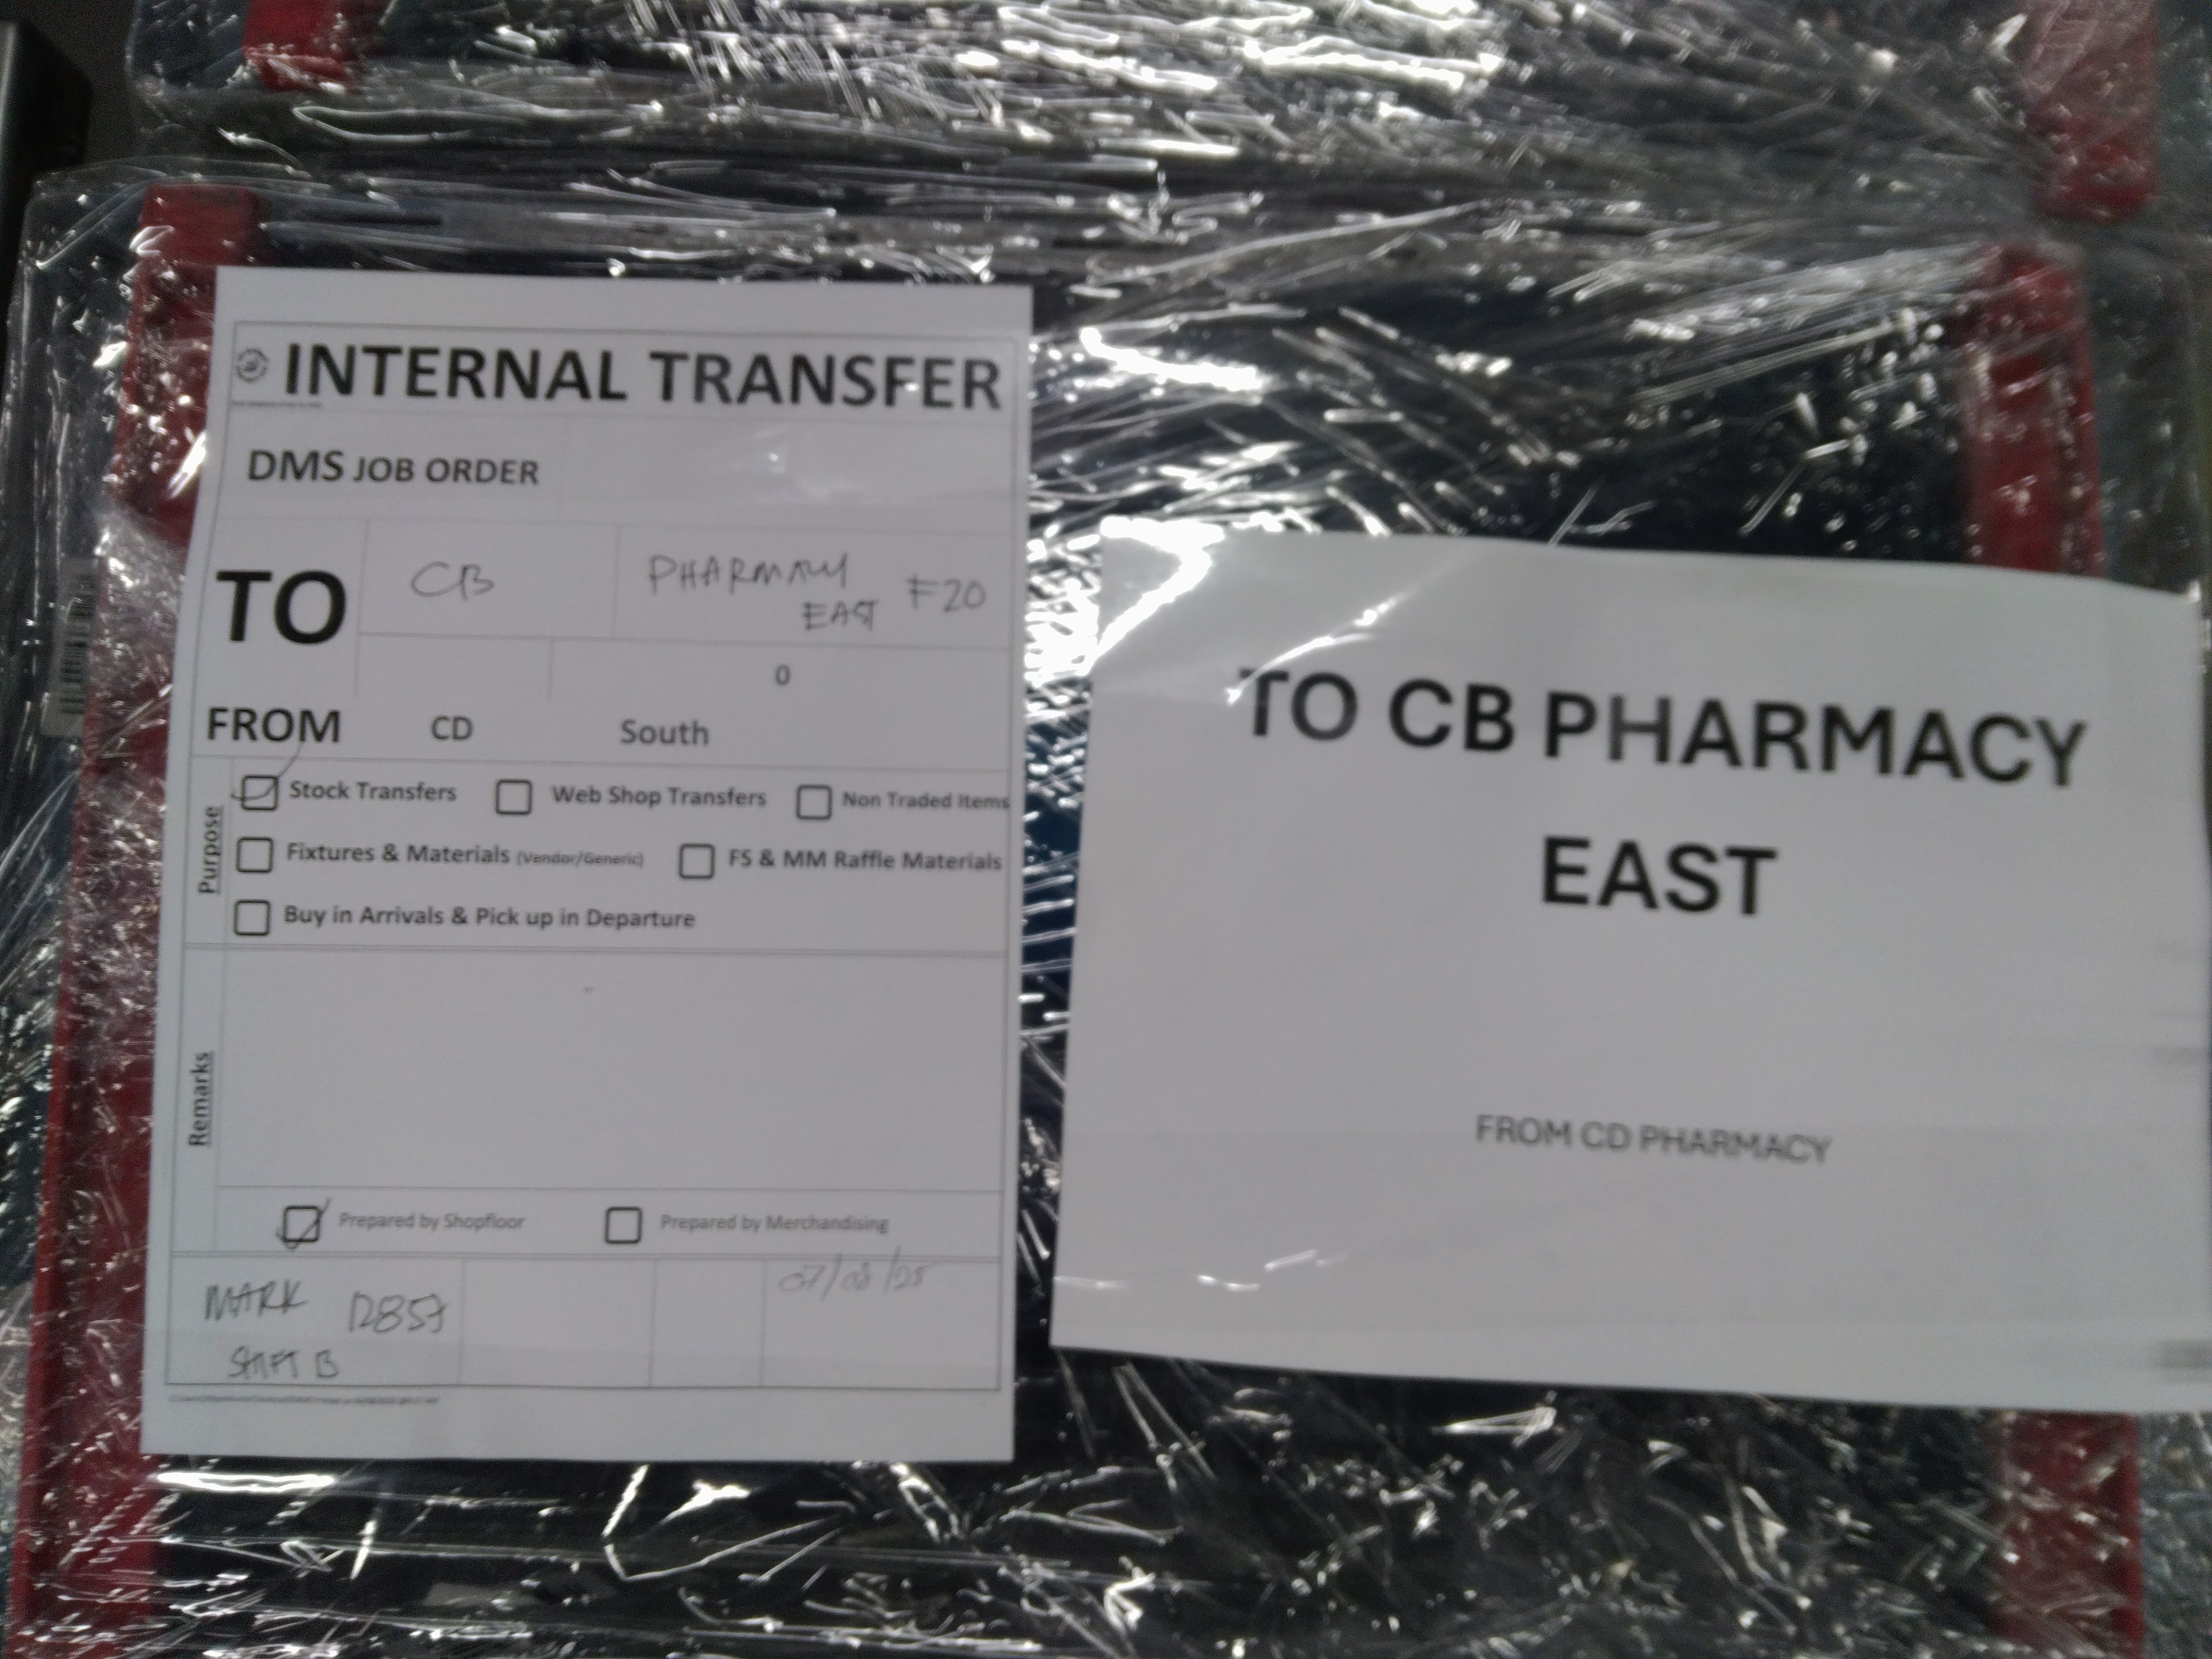 INTERNAL TRANSFER
DMS JOB ORDER
TO CB PHARMACY EAST F20
0
FROM CD South
Purpose
Stock Transfers Web Shop Transfers Non Traded Items
Fixtures & Materials (Vendor/Generic) FS & MM Raffle Materials
Buy in Arrivals & Pick up in Departure
Remarks
Prepared by Shopfloor Prepared by Merchandising
MARK 12857
SHIFT B
07/08/25
TO CB PHARMACY
EAST
FROM CD PHARMACY